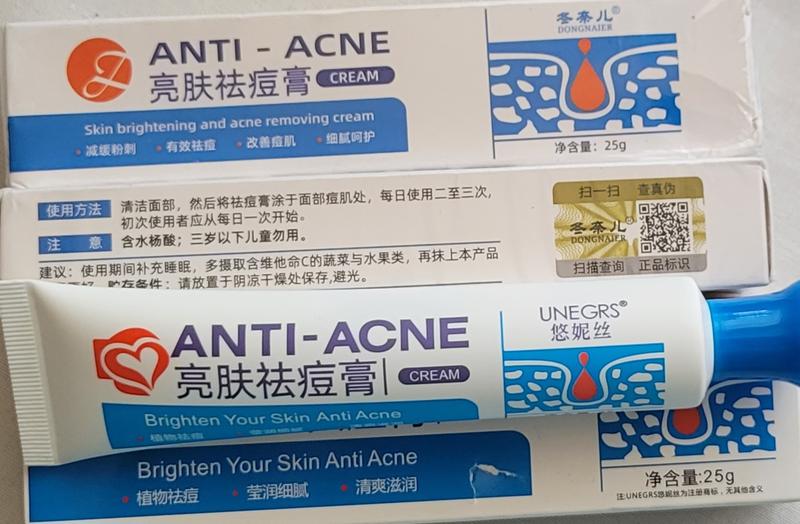 ANTI - ACNE
亮肤祛痘膏 CREAM
Skin brightening and acne removing cream
· 减缓粉刺 · 有效祛痘 · 改善痘肌 · 细腻呵护
冬奈儿®
DONGNAIER
净含量：25g
使用方法 清洁面部，然后将祛痘膏涂于面部痘肌处，每日使用二至三次，
初次使用者应从每日一次开始。
注 意 含水杨酸；三岁以下儿童勿用。
建议：使用期间补充睡眠，多摄取含维他命C的蔬菜与水果类，再抹上本产品
贮存条件：请放置于阴凉干燥处保存，避光。
扫一扫 查真伪
冬奈儿®
DONGNAIER
扫描查询 正品标识
ANTI-ACNE
亮肤祛痘膏 CREAM
Brighten Your Skin Anti Acne
· 植物祛痘
UNEGRS®
悠妮丝
Brighten Your Skin Anti Acne
· 植物祛痘 · 莹润细腻 · 清爽滋润
净含量:25g
注:UNEGRS悠妮丝为注册商标，无其他含义